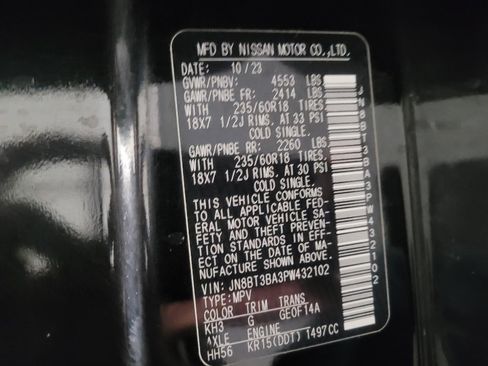 MFD BY NISSAN MOTOR CO.,LTD.
DATE: 10/23
GVWR/PNBV: 4553 LBS
GAWR/PNBE FR: 2414 LBS
WITH 235/60R18 TIRES
18X7 1/2J RIMS. AT 33 PSI
COLD SINGLE.
GAWR/PNBE RR: 2260 LBS
WITH 235/60R18 TIRES.
18X7 1/2J RIMS. AT 30 PSI
COLD SINGLE.
THIS VEHICLE CONFORMS
TO ALL APPLICABLE FED-
ERAL MOTOR VEHICLE SA-
FETY AND THEFT PREVEN-
TION STANDARDS IN EFF-
ECT ON THE DATE OF MA-
NUFACTURE SHOWN ABOVE.
VIN: JN8BT3BA3PW432102
TYPE: MPV
COLOR TRIM TRANS
KH3 G GE0F14A
AXLE ENGINE
HH56 KR15(DDT) 1497CC
JN8BT3BA3PW432102